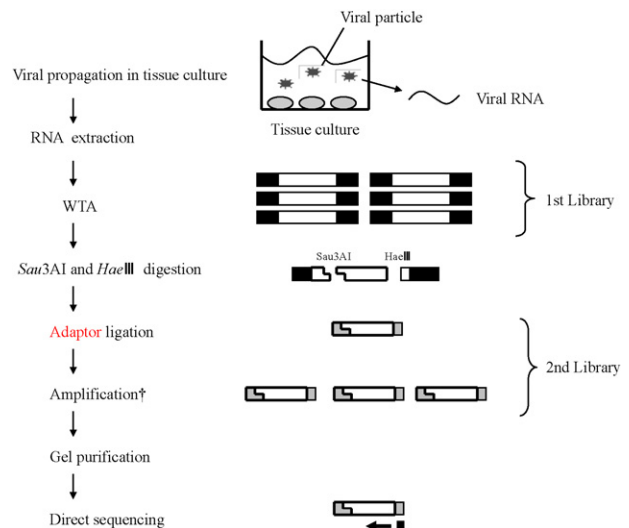 Viral particle
Viral propagation in tissue culture
Viral RNA
Tissue culture
RNA extraction
WTA
1st Library
Sau3AI
HaeⅢ
Sau3AI and HaeⅢ digestion
Adaptor ligation
2nd Library
Amplification†
Gel purification
Direct sequencing